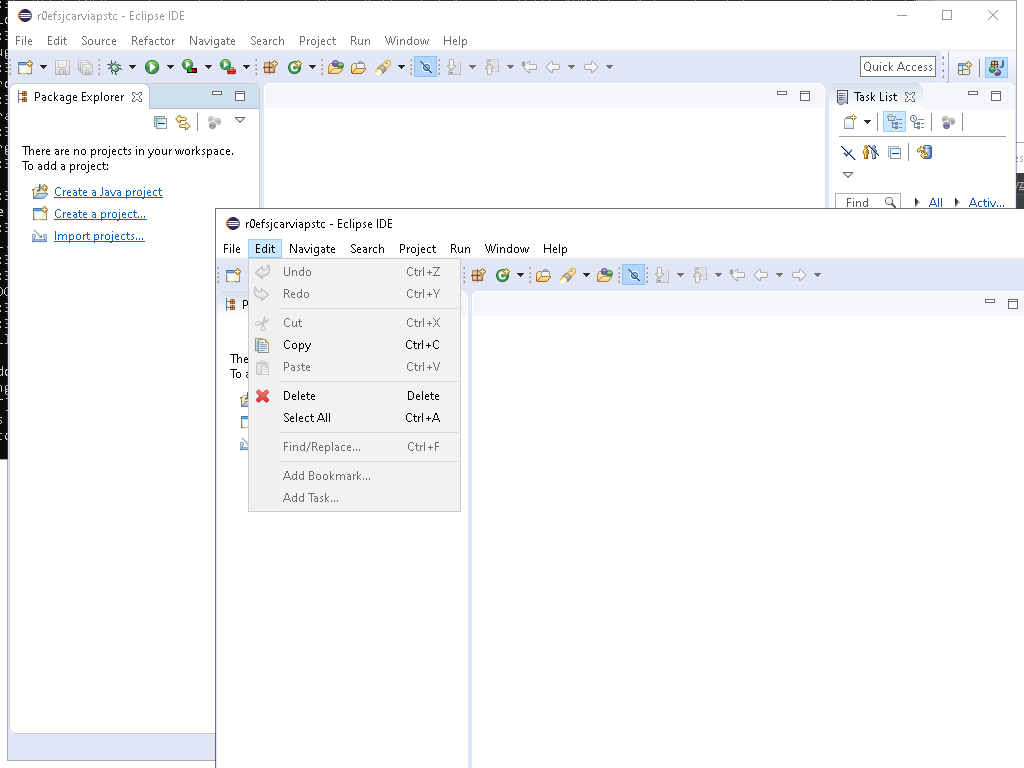 r0efsjcarviapstc - Eclipse IDE
File Edit Source Refactor Navigate Search Project Run Window Help
Quick Access
Package Explorer
Task List
There are no projects in your workspace.
To add a project:
Create a Java project
Create a project...
Import projects...
Find All Activ...
r0efsjcarviapstc - Eclipse IDE
File Edit Navigate Search Project Run Window Help
Undo Ctrl+Z
Redo Ctrl+Y
Cut Ctrl+X
Copy Ctrl+C
Paste Ctrl+V
Delete Delete
Select All Ctrl+A
Find/Replace... Ctrl+F
Add Bookmark...
Add Task...
P
The
To a